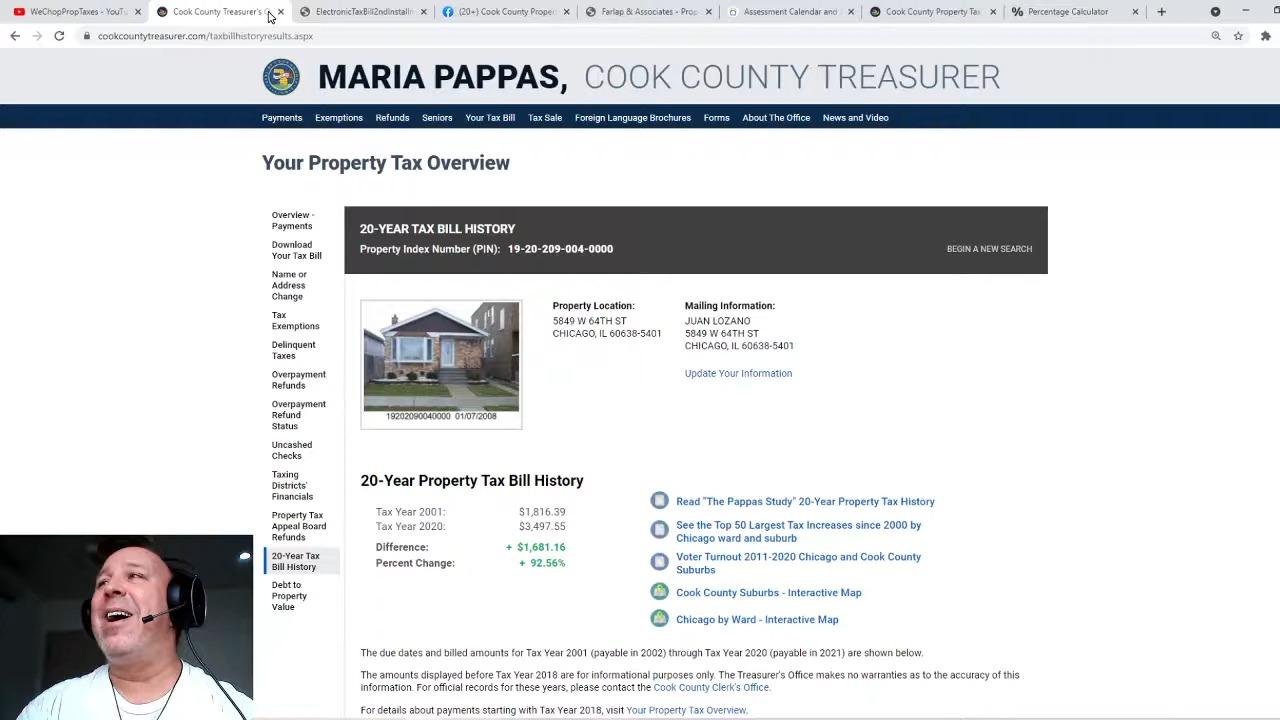 WeChopPropTaxes - YouTu
Cook County Treasurer's
ElectronicTaxBill2ndInstallm
(20+) Cook County Proper
Farlap & Associates - Prop
Assessment Calendar and
Cook County Property Tax
Percentage Calculator
cookcountytreasurer.com/taxbillhistoryresults.aspx
MARIA PAPPAS, COOK COUNTY TREASURER
Payments Exemptions Refunds Seniors Your Tax Bill Tax Sale Foreign Language Brochures Forms About The Office News and Video
Your Property Tax Overview
Overview -
Payments
Download
Your Tax Bill
Name or
Address
Change
Tax
Exemptions
Delinquent
Taxes
Overpayment
Refunds
Overpayment
Refund
Status
Uncashed
Checks
Taxing
Districts'
Financials
Property Tax
Appeal Board
Refunds
20-Year Tax
Bill History
Debt to
Property
Value
20-YEAR TAX BILL HISTORY
Property Index Number (PIN): 19-20-209-004-0000
BEGIN A NEW SEARCH
19202090040000 01/07/2008
Property Location:
5849 W 64TH ST
CHICAGO, IL 60638-5401
Mailing Information:
JUAN LOZANO
5849 W 64TH ST
CHICAGO, IL 60638-5401
Update Your Information
20-Year Property Tax Bill History
Tax Year 2001: $1,816.39
Tax Year 2020: $3,497.55
Difference: + $1,681.16
Percent Change: + 92.56%
Read "The Pappas Study" 20-Year Property Tax History
See the Top 50 Largest Tax Increases since 2000 by
Chicago ward and suburb
Voter Turnout 2011-2020 Chicago and Cook County
Suburbs
Cook County Suburbs - Interactive Map
Chicago by Ward - Interactive Map
The due dates and billed amounts for Tax Year 2001 (payable in 2002) through Tax Year 2020 (payable in 2021) are shown below.
The amounts displayed before Tax Year 2018 are for informational purposes only. The Treasurer's Office makes no warranties as to the accuracy of this
information. For official records for these years, please contact the Cook County Clerk's Office.
For details about payments starting with Tax Year 2018, visit Your Property Tax Overview.